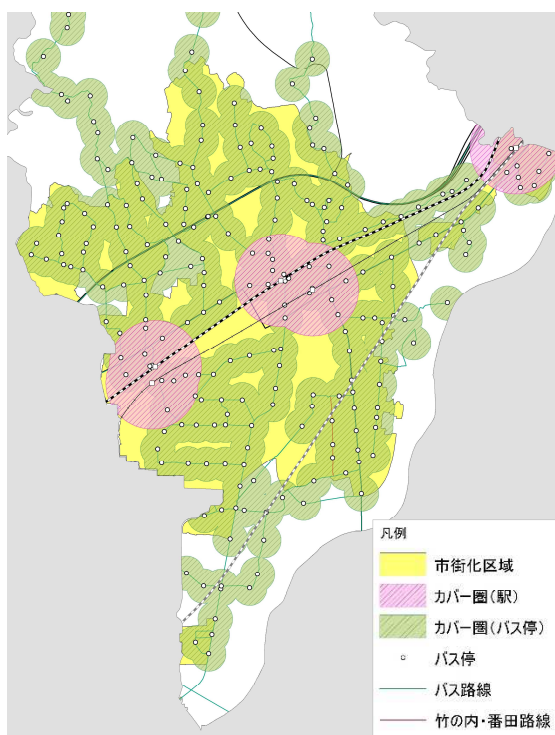 凡例
市街化区域
カバー圏(駅)
カバー圏(バス停)
バス停
バス路線
竹の内・番田路線